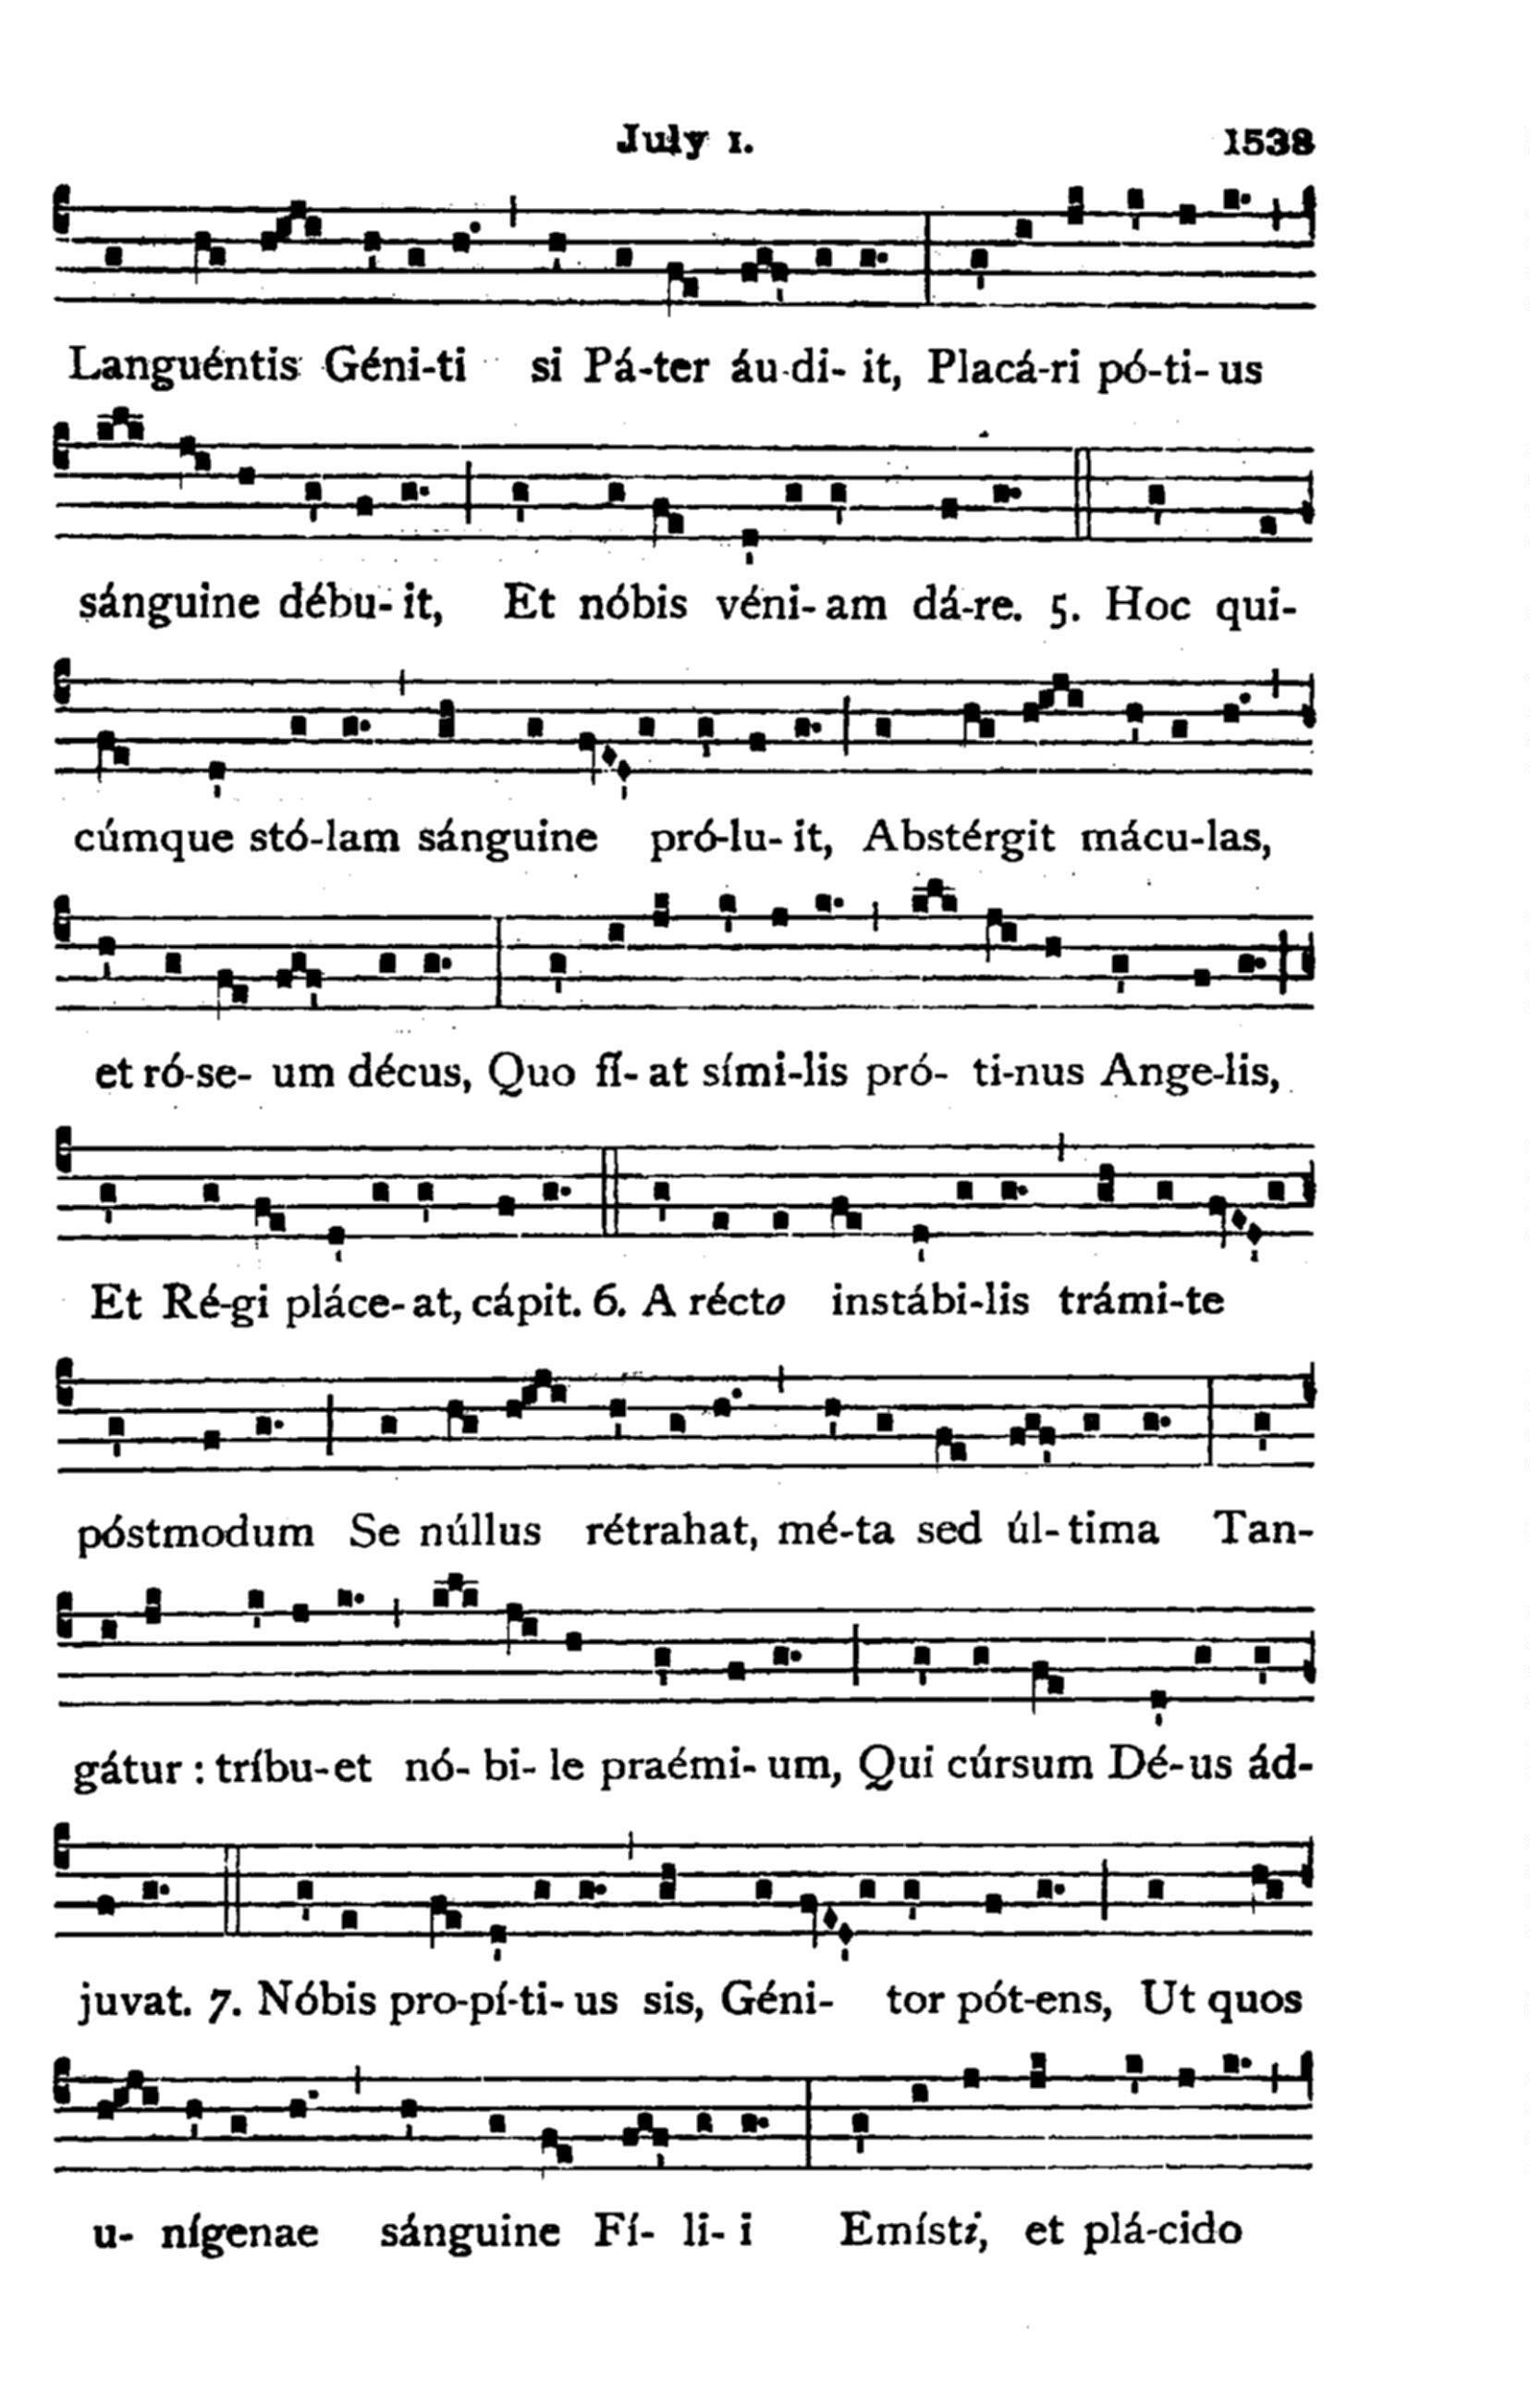 July 1.
1533
Languéntis Géni-ti si Pá-ter áu-di- it, Placá-ri pó-ti- us
sánguine débu- it, Et nóbis véni- am dá-re. 5. Hoc qui-
cúmque stó-lam sánguine pró-lu- it, Abstérgit mácu-las,
et ró-se- um décus, Quo fí- at sími-lis pró- ti-nus Ange-lis,
Et Ré-gi pláce- at, cápit. 6. A récto instábi-lis trámi-te
póstmodum Se núllus rétrahat, mé-ta sed úl- tima Tan-
gátur : tríbu- et nó- bi- le praémi- um, Qui cúrsum Dé- us ád-
juvat. 7. Nóbis pro-pí-ti- us sis, Géni- tor pót-ens, Ut quos
u- nígenae sánguine Fí- li- i Emísti, et plá-cido